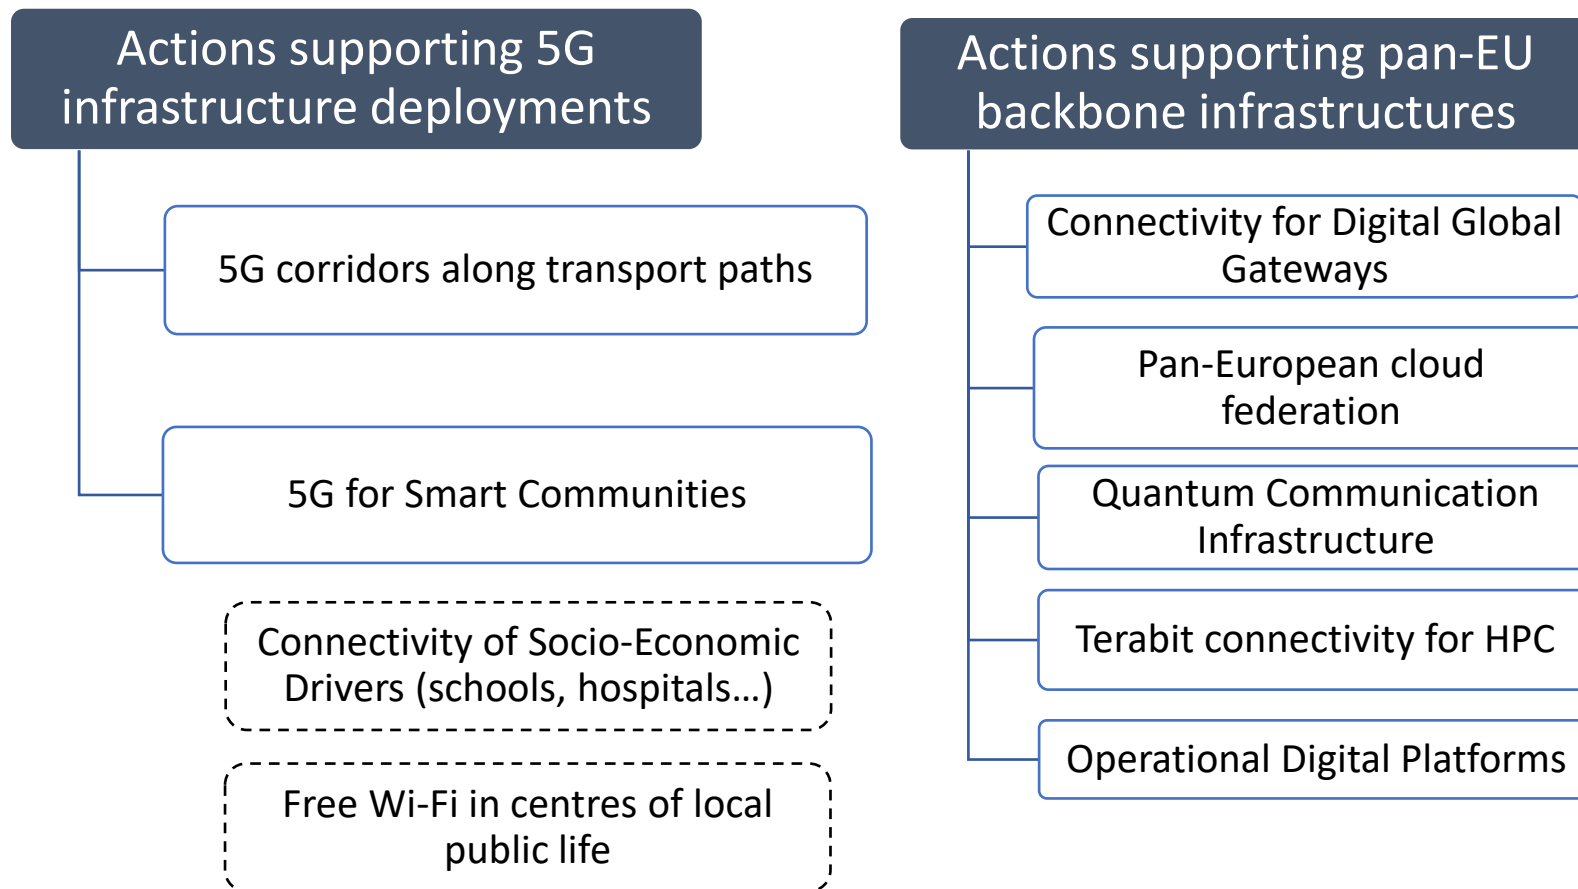 Actions supporting 5G
infrastructure deployments
5G corridors along transport paths
5G for Smart Communities
Connectivity of Socio-Economic
Drivers (schools, hospitals…)
Free Wi-Fi in centres of local
public life
Actions supporting pan-EU
backbone infrastructures
Connectivity for Digital Global
Gateways
Pan-European cloud
federation
Quantum Communication
Infrastructure
Terabit connectivity for HPC
Operational Digital Platforms